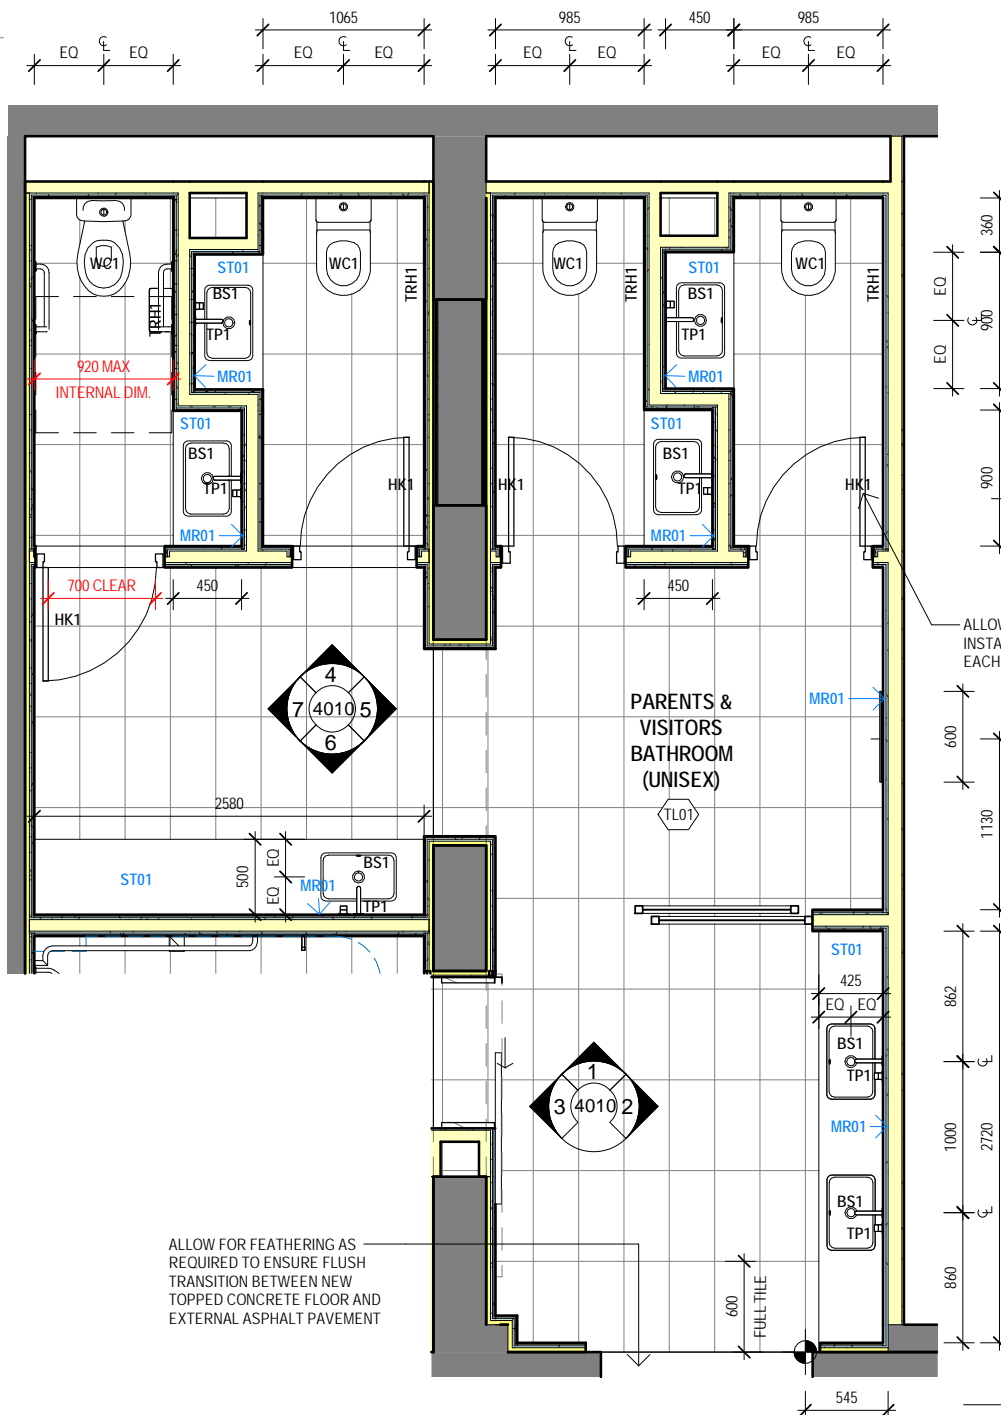 1065
985
450
985
EQ
℄
EQ
EQ
℄
EQ
EQ
℄
EQ
EQ
℄
EQ
WC1
TRH1
920 MAX
INTERNAL DIM.
ST01
BS1
TP1
MR01
WC1
TRH1
ST01
BS1
TP1
MR01
HK1
WC1
TRH1
ST01
BS1
TP1
MR01
WC1
TRH1
HK1
ST01
BS1
TP1
MR01
HK1
360
EQ
℄
EQ
900
900
700 CLEAR
HK1
450
450
ALLOW
INSTA
EACH
4
7 4010 5
6
PARENTS &
VISITORS
BATHROOM
(UNISEX)
TL01
MR01
600
1130
2580
ST01
500
EQ
EQ
MR01
BS1
TP1
ST01
425
EQ EQ
BS1
TP1
MR01
BS1
TP1
862
℄
1000
2720
℄
860
1
3 4010 2
ALLOW FOR FEATHERING AS
REQUIRED TO ENSURE FLUSH
TRANSITION BETWEEN NEW
TOPPED CONCRETE FLOOR AND
EXTERNAL ASPHALT PAVEMENT
600
FULL TILE
545